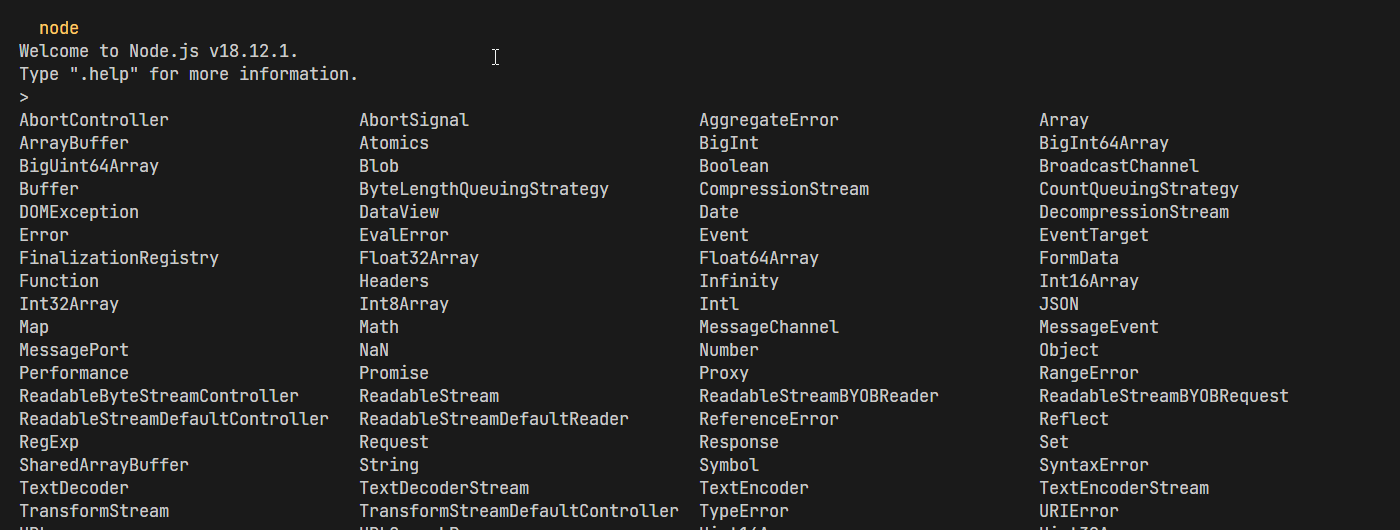 node
Welcome to Node.js v18.12.1.
Type ".help" for more information.
>
AbortController AbortSignal AggregateError Array
ArrayBuffer Atomics BigInt BigInt64Array
BigUint64Array Blob Boolean BroadcastChannel
Buffer ByteLengthQueuingStrategy CompressionStream CountQueuingStrategy
DOMException DataView Date DecompressionStream
Error EvalError Event EventTarget
FinalizationRegistry Float32Array Float64Array FormData
Function Headers Infinity Int16Array
Int32Array Int8Array Intl JSON
Map Math MessageChannel MessageEvent
MessagePort NaN Number Object
Performance Promise Proxy RangeError
ReadableByteStreamController ReadableStream ReadableStreamBYOBReader ReadableStreamBYOBRequest
ReadableStreamDefaultController ReadableStreamDefaultReader ReferenceError Reflect
RegExp Request Response Set
SharedArrayBuffer String Symbol SyntaxError
TextDecoder TextDecoderStream TextEncoder TextEncoderStream
TransformStream TransformStreamDefaultController TypeError URIError